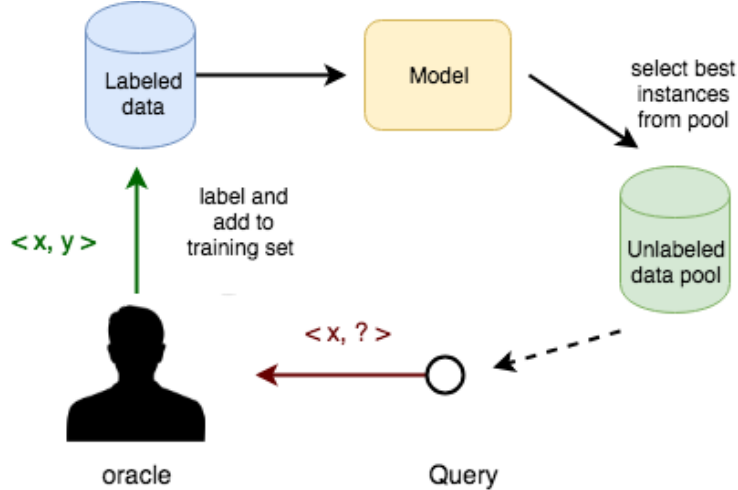 Labeled
data
Model
select best
instances
from pool
Unlabeled
data pool
label and
add to
training set
< x, y >
< x, ? >
oracle
Query